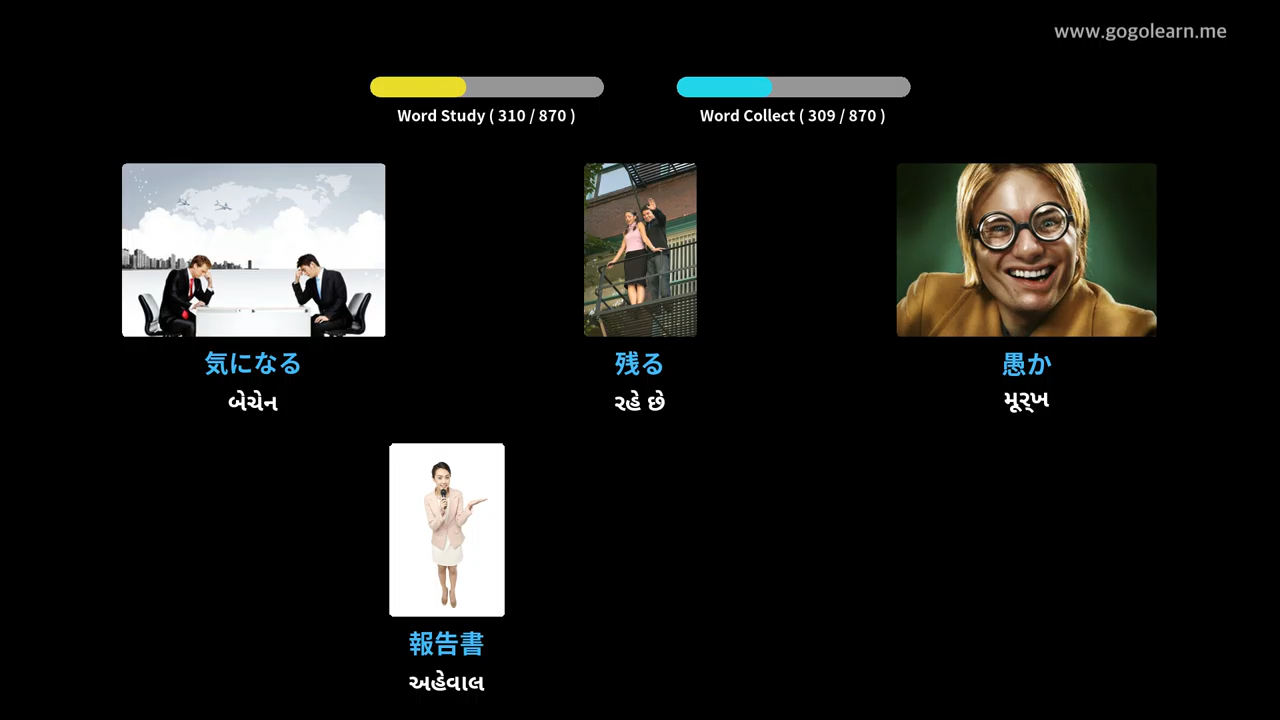 www.gogolearn.me
Word Study ( 310 / 870 )
Word Collect ( 309 / 870 )
気になる
બેચેન
残る
રહે છે
愚か
મૂર્ખ
報告書
અહેવાલ